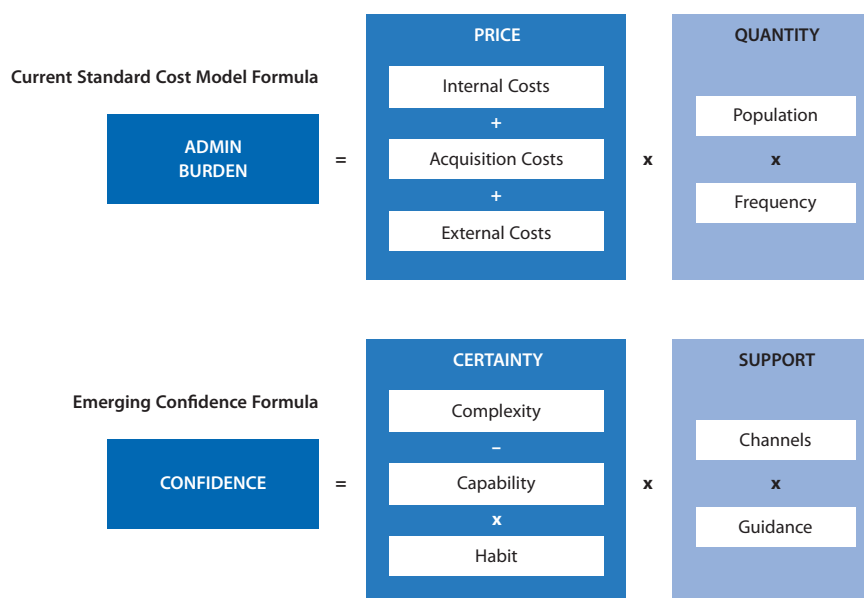 Current Standard Cost Model Formula
ADMIN
BURDEN
=
PRICE
Internal Costs
+
Acquisition Costs
+
External Costs
x
QUANTITY
Population
x
Frequency
Emerging Confidence Formula
CONFIDENCE
=
CERTAINTY
Complexity
–
Capability
x
Habit
x
SUPPORT
Channels
x
Guidance